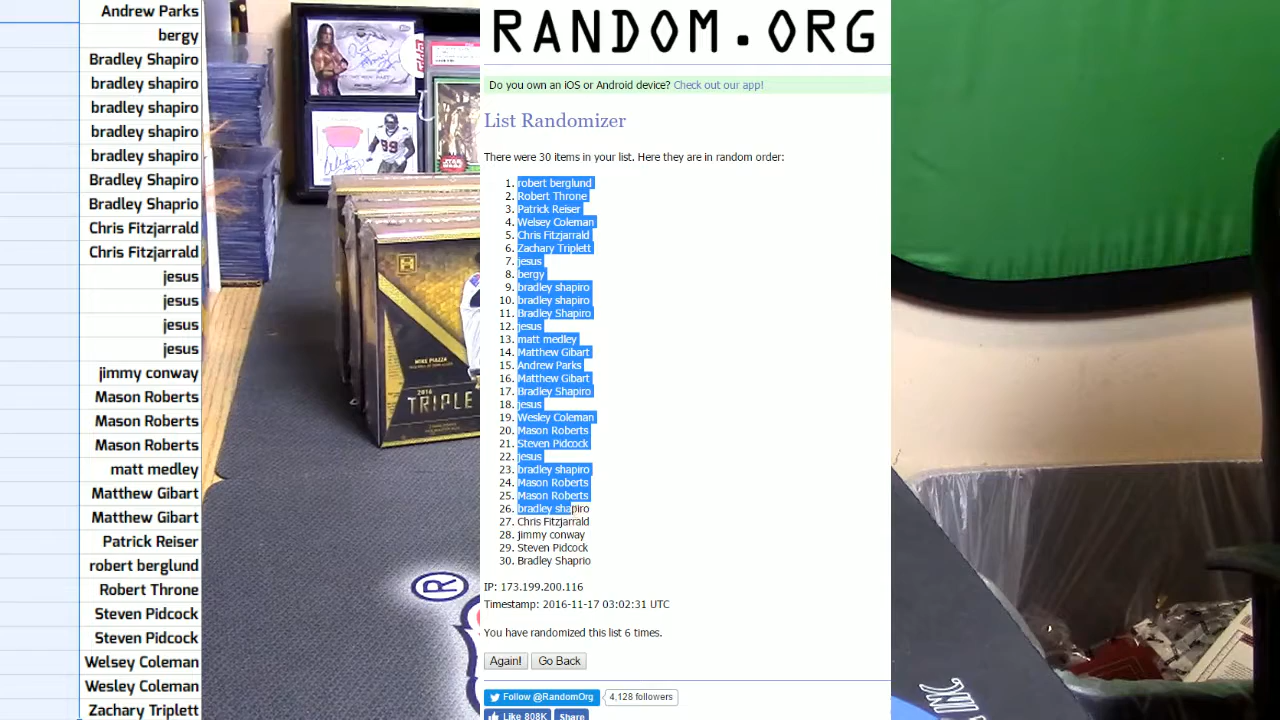 Andrew Parks
bergy
Bradley Shapiro
bradley shapiro
bradley shapiro
bradley shapiro
bradley shapiro
Bradley Shapiro
Bradley Shaprio
Chris Fitzjarrald
Chris Fitzjarrald
jesus
jesus
jesus
jesus
jimmy conway
Mason Roberts
Mason Roberts
Mason Roberts
matt medley
Matthew Gibart
Matthew Gibart
Patrick Reiser
robert berglund
Robert Throne
Steven Pidcock
Steven Pidcock
Welsey Coleman
Wesley Coleman
Zachary Triplett
99
MIKE PIAZZA
2016
TRIPLE
®
RANDOM.ORG
Do you own an iOS or Android device? Check out our app!
List Randomizer
There were 30 items in your list. Here they are in random order:
1. robert berglund
2. Robert Throne
3. Patrick Reiser
4. Welsey Coleman
5. Chris Fitzjarrald
6. Zachary Triplett
7. jesus
8. bergy
9. bradley shapiro
10. bradley shapiro
11. Bradley Shapiro
12. jesus
13. matt medley
14. Matthew Gibart
15. Andrew Parks
16. Matthew Gibart
17. Bradley Shapiro
18. jesus
19. Wesley Coleman
20. Mason Roberts
21. Steven Pidcock
22. jesus
23. bradley shapiro
24. Mason Roberts
25. Mason Roberts
26. bradley shapiro
27. Chris Fitzjarrald
28. jimmy conway
29. Steven Pidcock
30. Bradley Shaprio
IP: 173.199.200.116
Timestamp: 2016-11-17 03:02:31 UTC
You have randomized this list 6 times.
Again! Go Back
Follow @RandomOrg 4,128 followers
Like 808K Share
INC